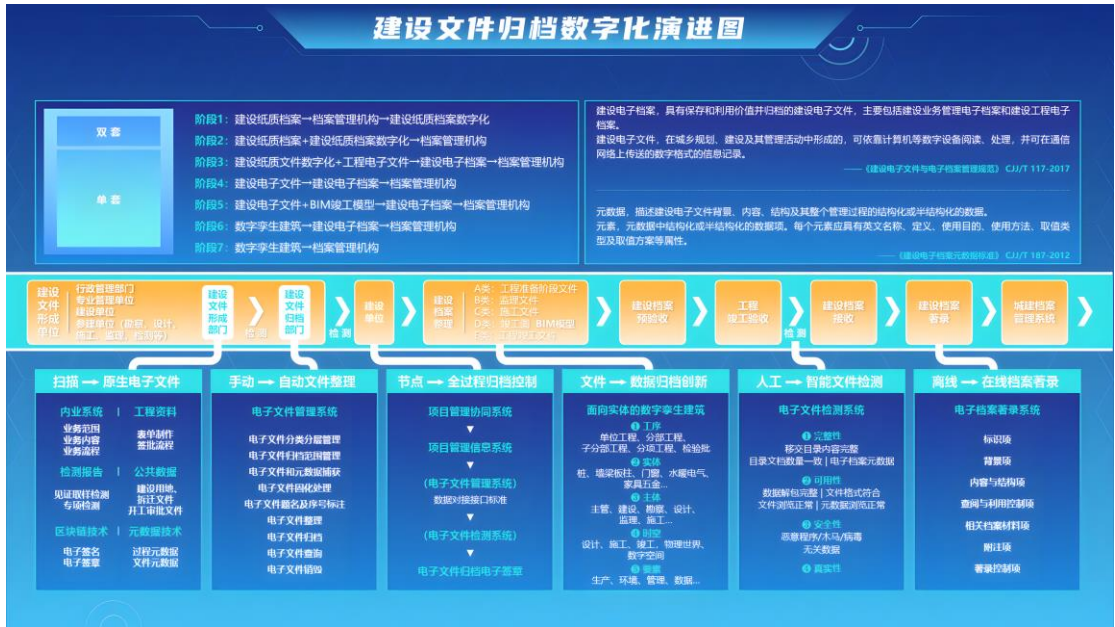 建设文件归档数字化演进图
双套
单套
阶段1：建设纸质档案→档案管理机构→建设纸质档案数字化
阶段2：建设纸质档案+建设纸质档案数字化→档案管理机构
阶段3：建设纸质文件数字化+工程电子文件→建设电子档案→档案管理机构
阶段4：建设电子文件→建设电子档案→档案管理机构
阶段5：建设电子文件+BIM竣工模型→建设电子档案→档案管理机构
阶段6：数字孪生建筑→建设电子档案→档案管理机构
阶段7：数字孪生建筑→档案管理机构
建设电子档案，具有保存和利用价值并归档的建设电子文件，主要包括建设业务管理电子档案和建设工程电子
档案。
建设电子文件，在城乡规划、建设及其管理活动中形成的，可依靠计算机等数字设备阅读、处理，并可在通信
网络上传送的数字格式的信息记录。
——《建设电子文件与电子档案管理规范》CJJ/T 117-2017
元数据，描述建设电子文件背景、内容、结构及其整个管理过程的结构化或半结构化的数据。
元素，元数据中结构化或半结构化的数据项。每个元素应具有英文名称、定义、使用目的、使用方法、取值类
型及取值方案等属性。
——《建设电子档案元数据标准》CJJ/T 187-2012
建设
文件
形成
单位
行政管理部门
专业管理单位
建设单位
参建单位（勘察、设计、
施工、监理、检测等）
建设
文件
形成
部门
检测
建设
文件
归档
部门
检测
建设
单位
建设
档案
整理
A类：工程准备阶段文件
B类：监理文件
C类：施工文件
D类：竣工图、BIM模型
E类：工程竣工文件
建设档案
预验收
工程
竣工验收
检测
建设档案
接收
建设档案
著录
城建档案
管理系统
扫描→原生电子文件
内业系统 | 工程资料
业务范围
业务内容
业务流程
表单制作
签批流程
检测报告 | 公共数据
见证取样检测
专项检测
建设用地、
拆迁文件
开工审批文件
区块链技术 | 元数据技术
电子签名
电子签章
过程元数据
文件元数据
手动→自动文件整理
电子文件管理系统
电子文件分类分层管理
电子文件归档范围管理
电子文件和元数据捕获
电子文件固化处理
电子文件题名及序号标注
电子文件整理
电子文件归档
电子文件查询
电子文件销毁
节点→全过程归档控制
项目管理协同系统
▼
项目管理信息系统
▼
（电子文件管理系统）
数据对接接口标准
▼
（电子文件检测系统）
▼
电子文件归档电子签章
文件→数据归档创新
面向实体的数字孪生建筑
❶ 工序
单位工程、分部工程、
子分部工程、分项工程、检验批
❷ 实体
桩、墙梁板柱、门窗、水暖电气、
家具五金...
❸ 主体
主管、建设、勘察、设计、
监理、施工...
❹ 时空
设计、施工、竣工、物理世界、
数字空间
❺ 要素
生产、环境、管理、数据...
人工→智能文件检测
电子文件检测系统
❶ 完整性
移交目录内容完整
目录文档数量一致 | 电子档案元数据
❷ 可用性
数据解包完整 | 文件格式符合
文件浏览正常 | 元数据浏览正常
❸ 安全性
恶意程序/木马/病毒
无关数据
❹ 真实性
离线→在线档案著录
电子档案著录系统
标识项
背景项
内容与结构项
查阅与利用控制项
相关档案材料项
附注项
著录控制项